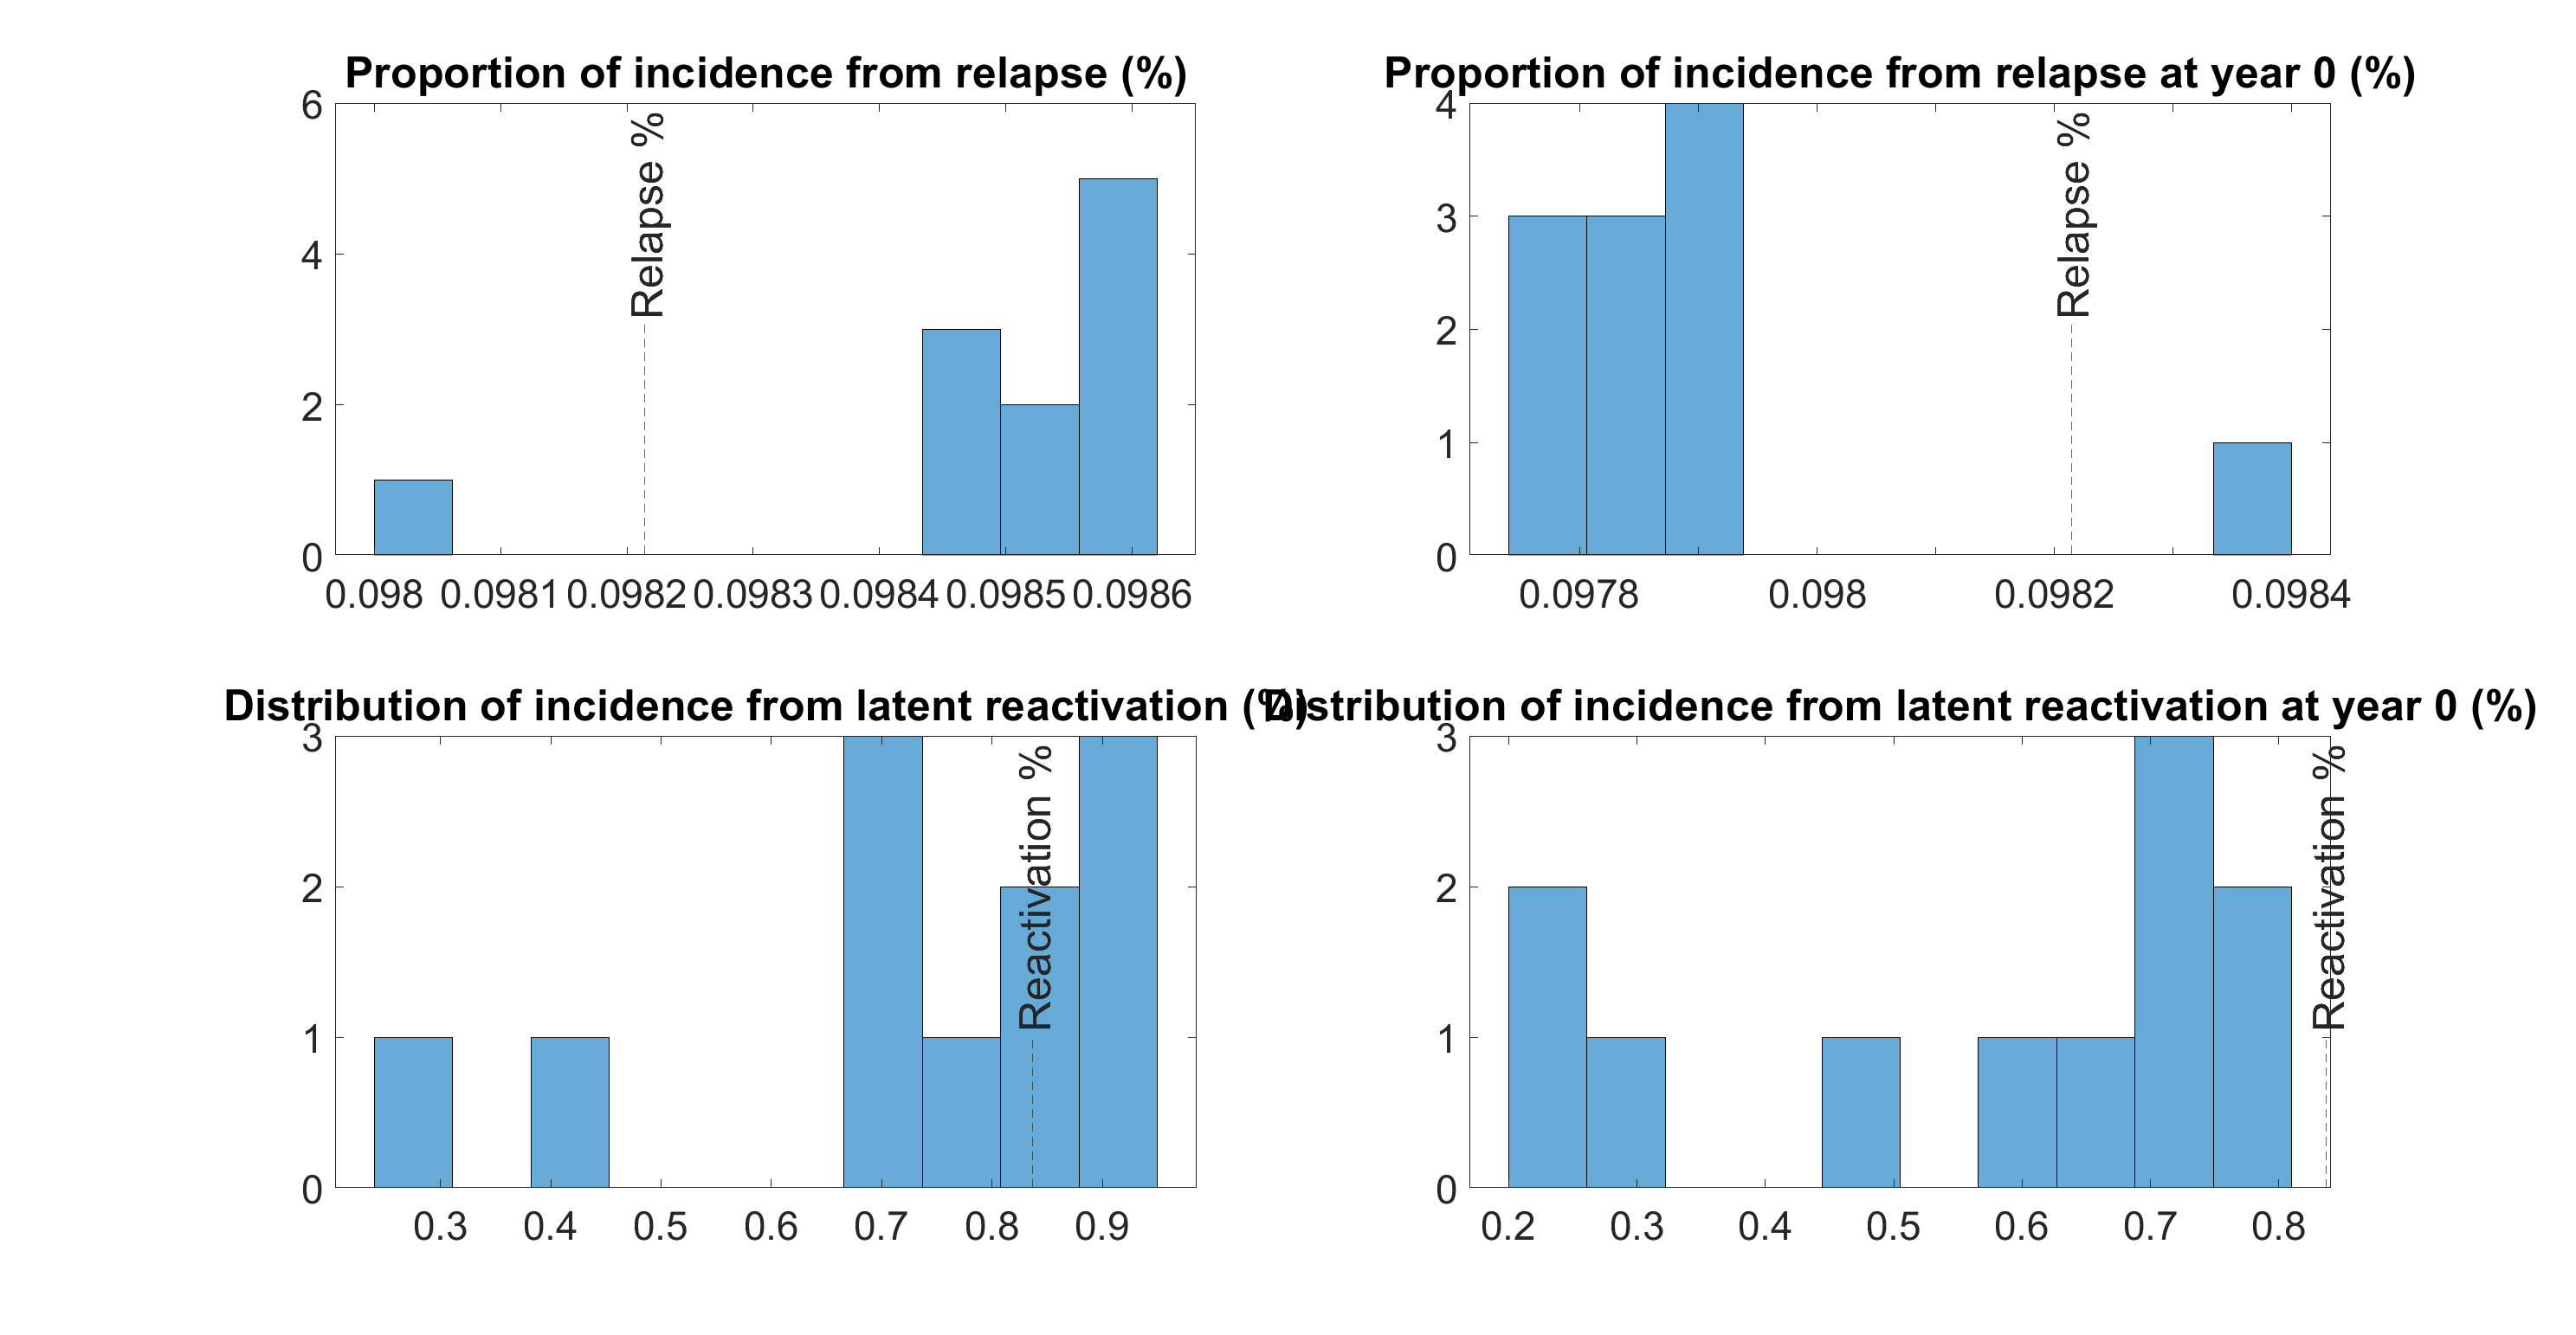 Proportion of incidence from relapse (%)
6
4
2
0
Relapse %
0.098 0.0981 0.0982 0.0983 0.0984 0.0985 0.0986
Proportion of incidence from relapse at year 0 (%)
4
3
2
1
0
Relapse %
0.0978 0.098 0.0982 0.0984
Distribution of incidence from latent reactivation (%)
3
2
1
0
Reactivation %
0.3 0.4 0.5 0.6 0.7 0.8 0.9
Distribution of incidence from latent reactivation at year 0 (%)
3
2
1
0
Reactivation %
0.2 0.3 0.4 0.5 0.6 0.7 0.8